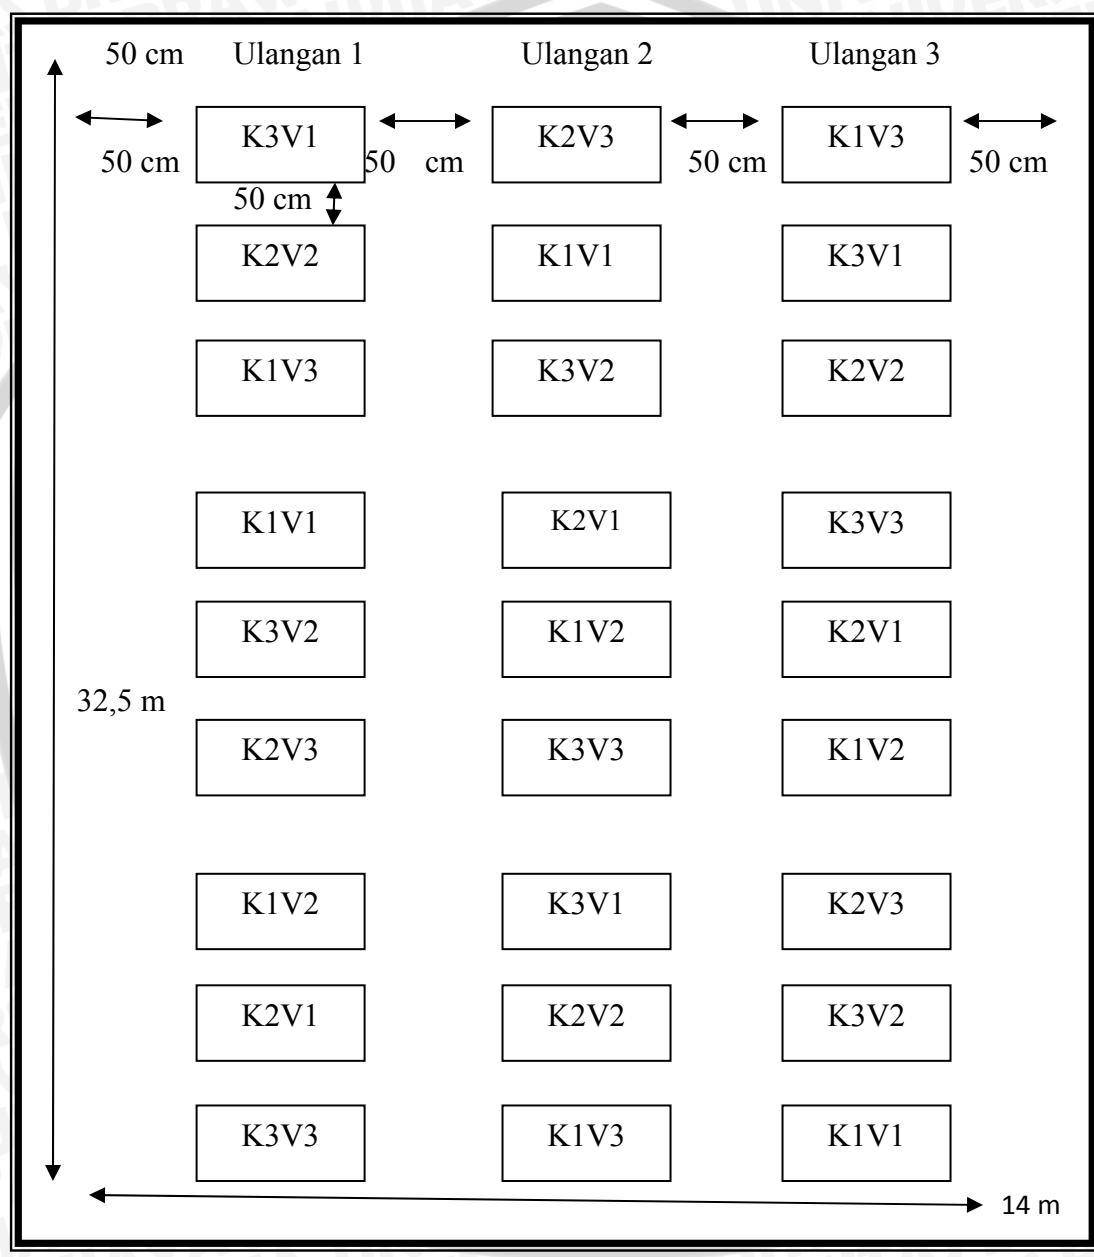 50 cm Ulangan 1 Ulangan 2 Ulangan 3
K3V1 K2V3 K1V3
50 cm 50 cm 50 cm 50 cm
50 cm
K2V2 K1V1 K3V1
K1V3 K3V2 K2V2
K1V1 K2V1 K3V3
K3V2 K1V2 K2V1
32,5 m
K2V3 K3V3 K1V2
K1V2 K3V1 K2V3
K2V1 K2V2 K3V2
K3V3 K1V3 K1V1
14 m